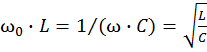 ω₀ · L = 1/(ω · C) = √(L/C)